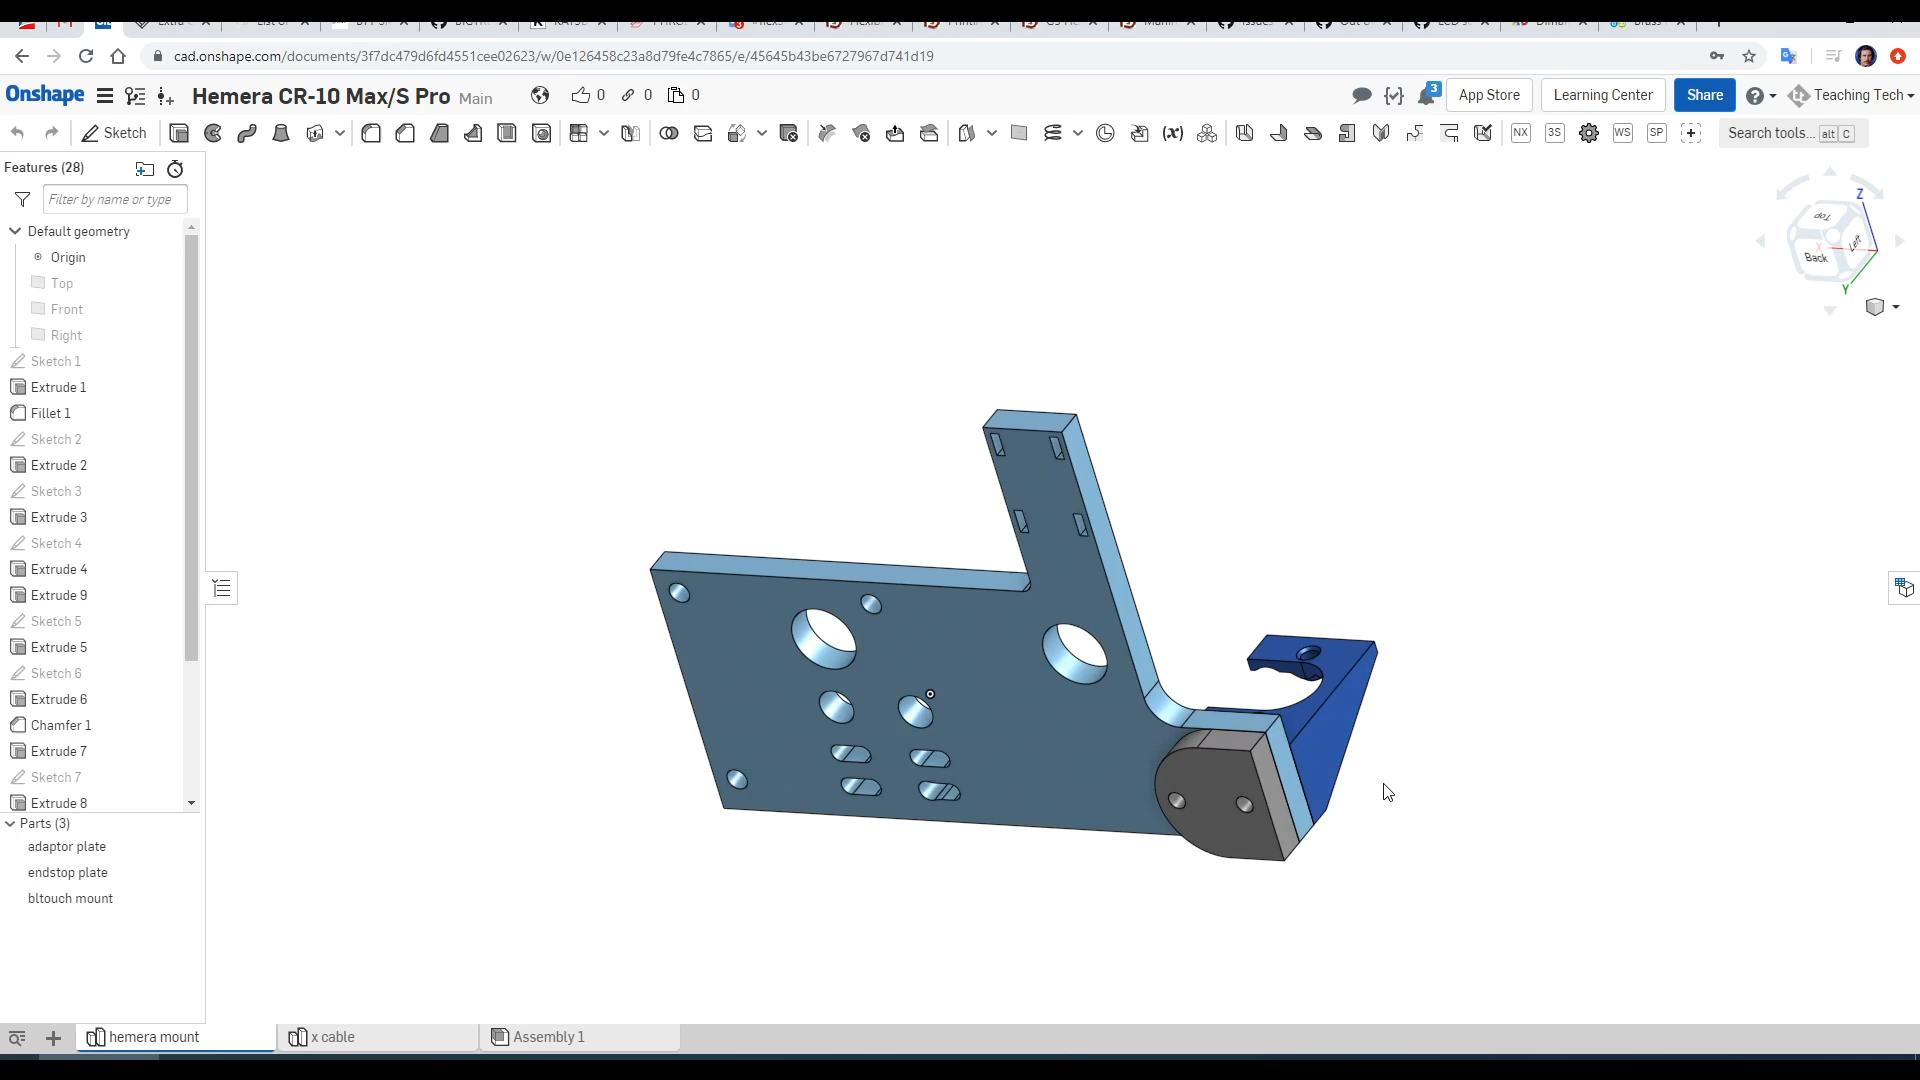 cad.onshape.com/documents/3f7dc479d6fd4551cee02623/w/0e126458c23a8d79fe4c7865/e/45645b43be6727967d741d19
Onshape
Hemera CR-10 Max/S Pro Main
0
0
0
3
App Store
Learning Center
Share
Teaching Tech
Sketch
NX
3S
WS
SP
Search tools... alt C
Features (28)
Filter by name or type
Default geometry
Origin
Top
Front
Right
Sketch 1
Extrude 1
Fillet 1
Sketch 2
Extrude 2
Sketch 3
Extrude 3
Sketch 4
Extrude 4
Extrude 9
Sketch 5
Extrude 5
Sketch 6
Extrude 6
Chamfer 1
Extrude 7
Sketch 7
Extrude 8
Parts (3)
adaptor plate
endstop plate
bltouch mount
Z
Top
Left
X
Back
Y
hemera mount
x cable
Assembly 1